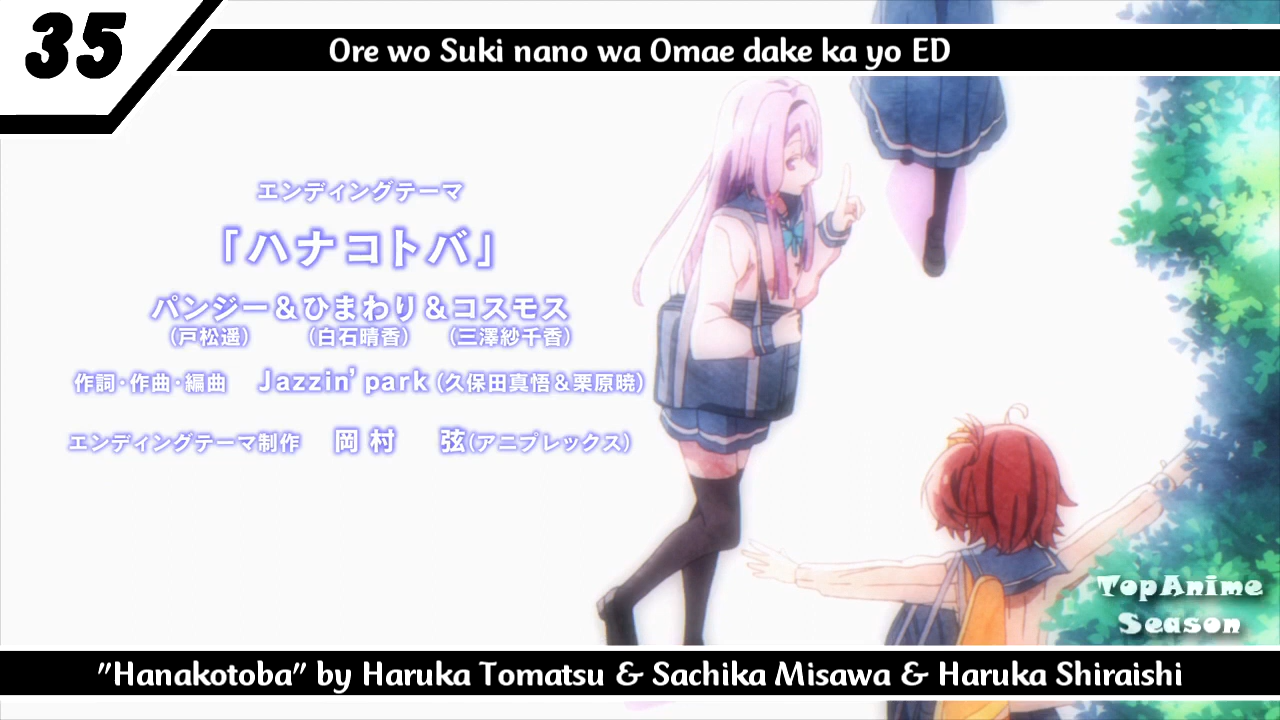 35
Ore wo Suki nano wa Omae dake ka yo ED
エンディングテーマ
「ハナコトバ」
パンジー＆ひまわり＆コスモス
（戸松遥）　（白石晴香）　（三澤紗千香）
作詞・作曲・編曲　Jazzin’park（久保田真悟＆栗原暁）
エンディングテーマ制作　岡村　弦（アニプレックス）
TopAnime
Season
"Hanakotoba" by Haruka Tomatsu & Sachika Misawa & Haruka Shiraishi